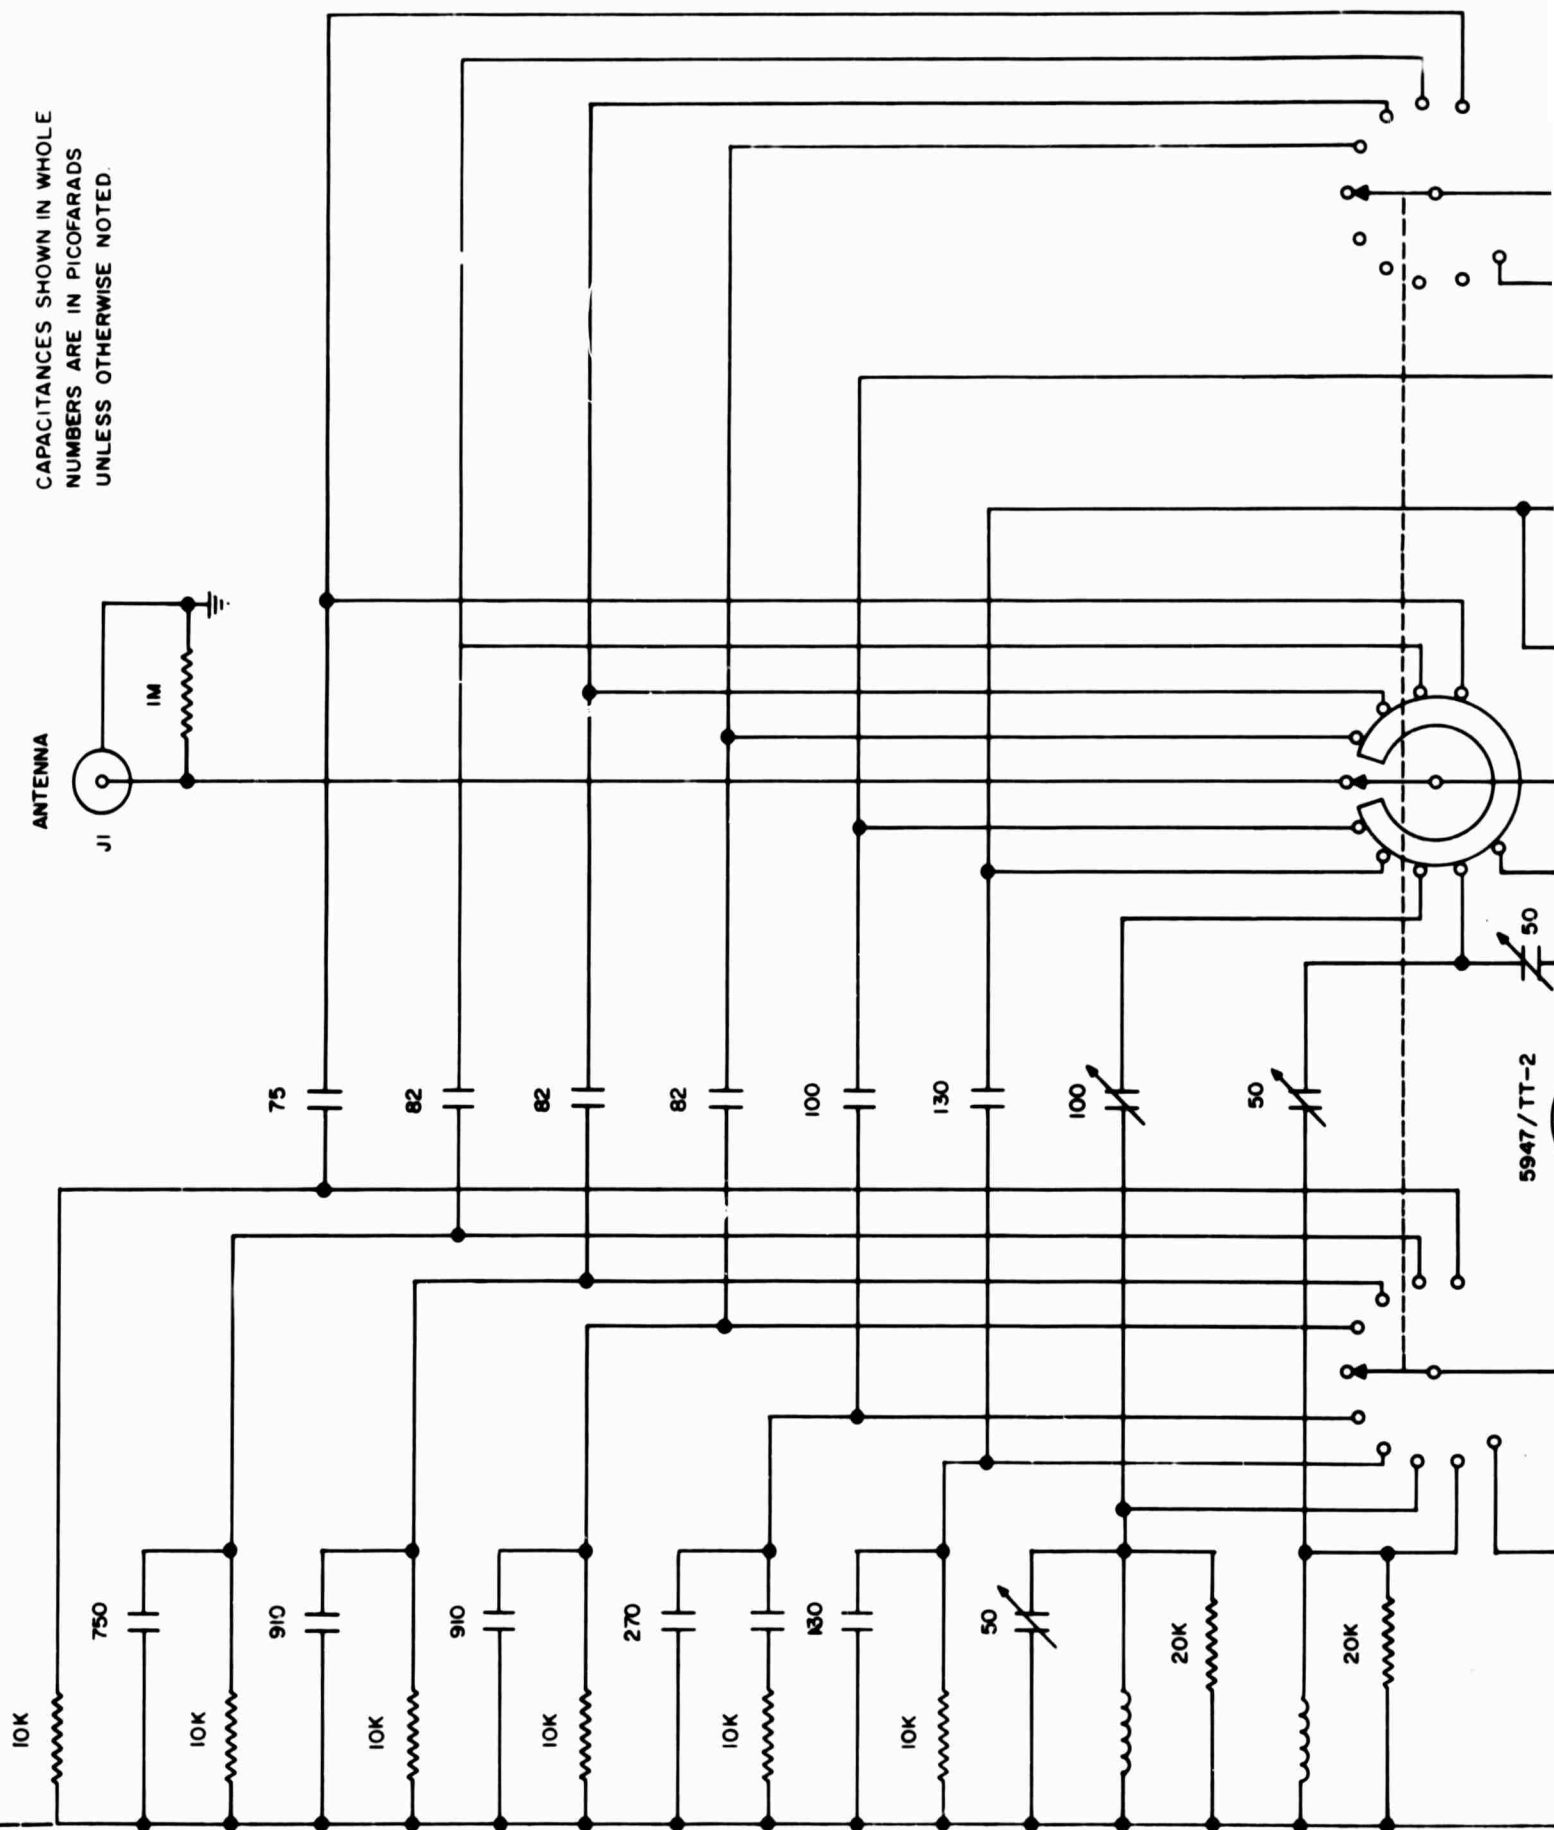 CAPACITANCES SHOWN IN WHOLE
NUMBERS ARE IN PICOFARADS
UNLESS OTHERWISE NOTED.
ANTENNA
J1
1M
75
82
82
82
100
130
100
50
50
5947/TT-2
750
910
910
270
50
20K
20K
10K
10K
10K
10K
10K
10K